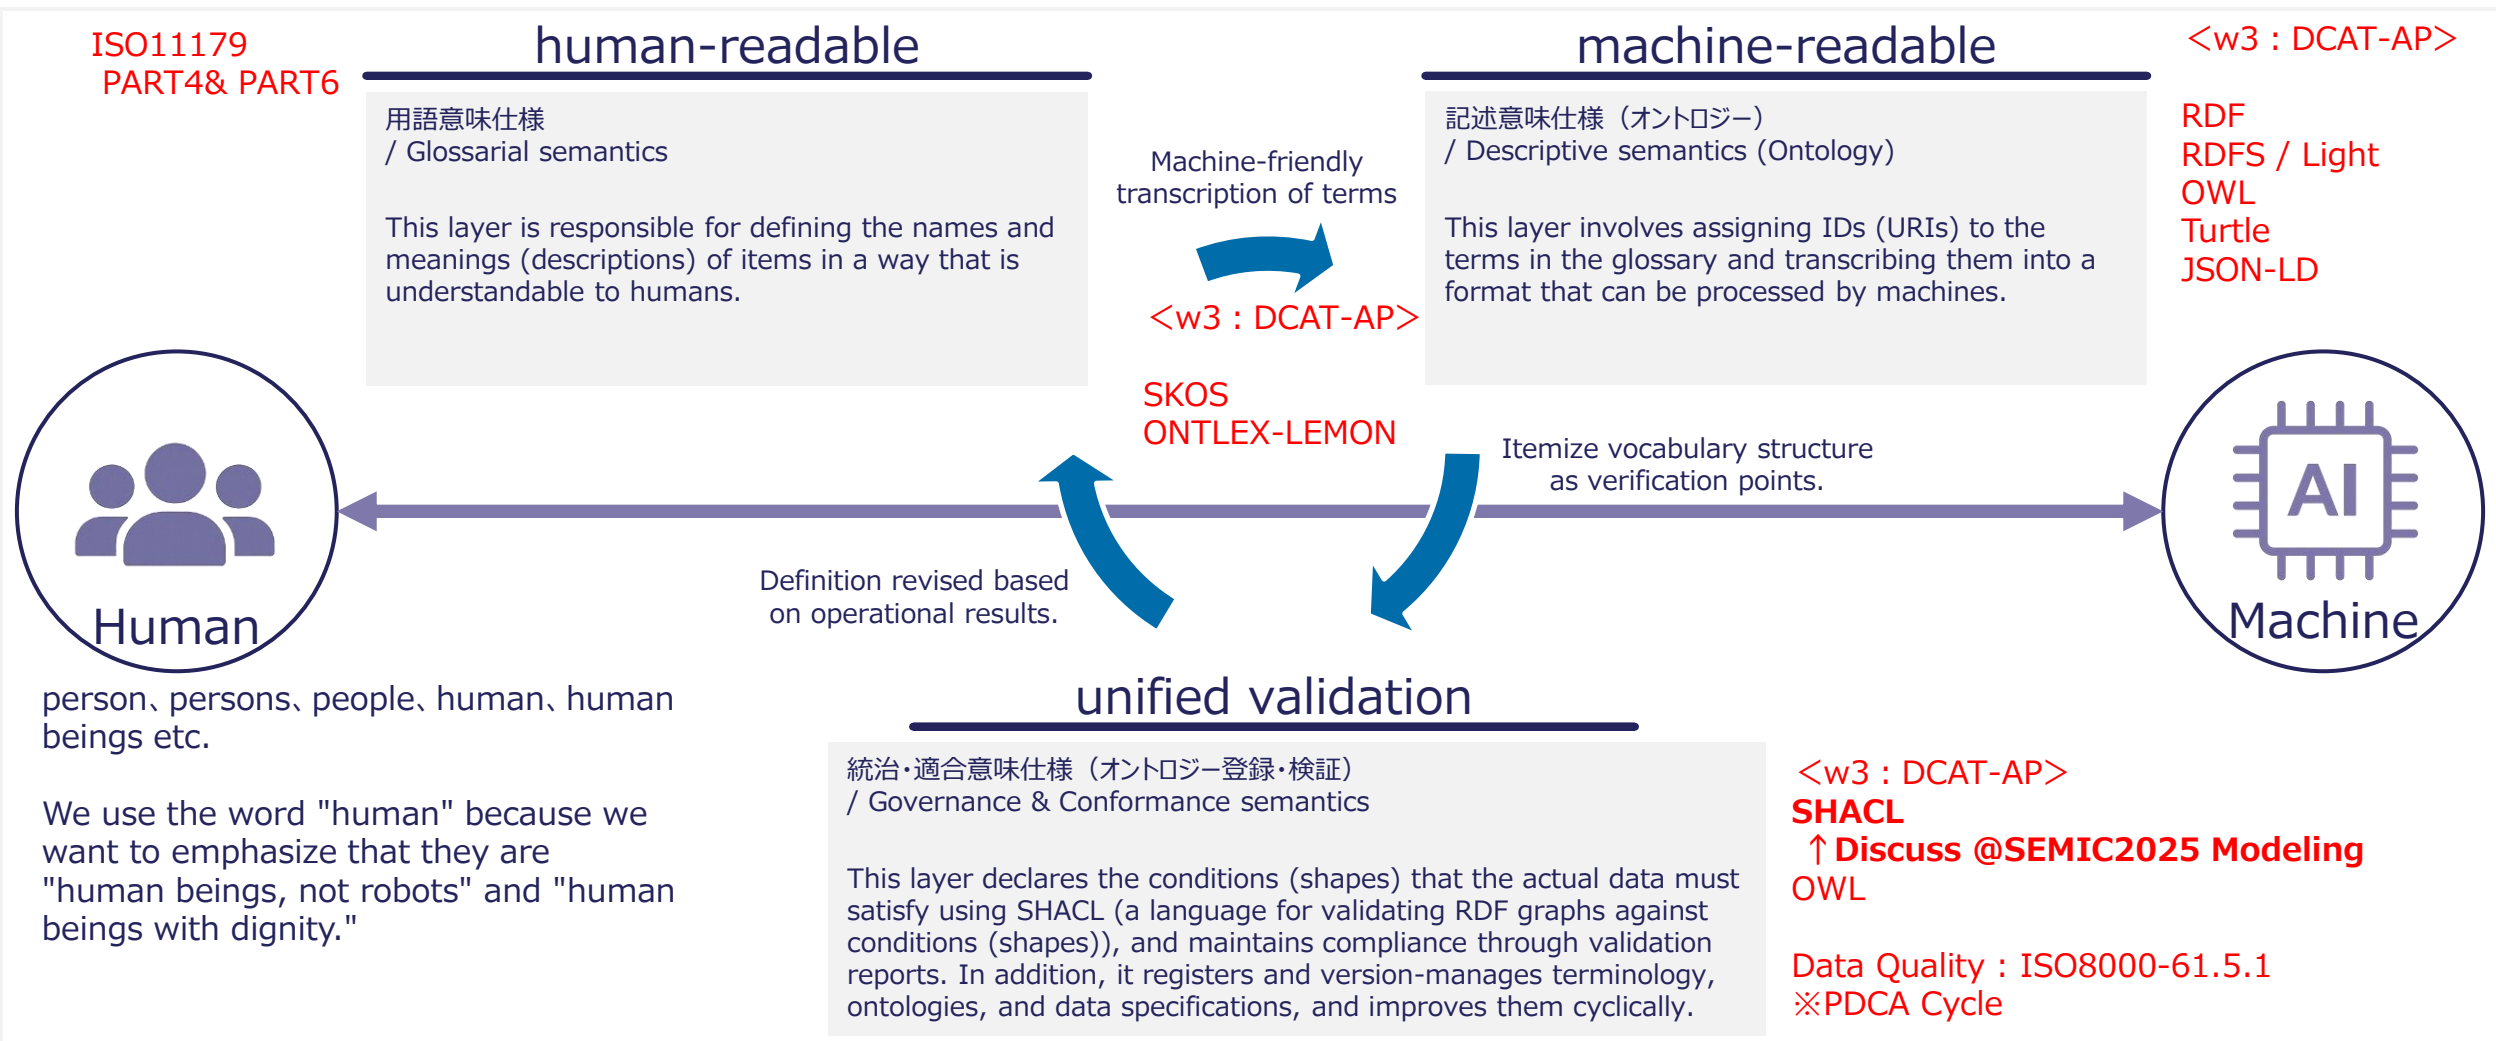 ISO11179
PART4& PART6
human-readable
用語意味仕様
/ Glossarial semantics
This layer is responsible for defining the names and
meanings (descriptions) of items in a way that is
understandable to humans.
Machine-friendly
transcription of terms
<w3：DCAT-AP>
SKOS
ONTLEX-LEMON
machine-readable
記述意味仕様（オントロジー）
/ Descriptive semantics (Ontology)
This layer involves assigning IDs (URIs) to the
terms in the glossary and transcribing them into a
format that can be processed by machines.
<w3：DCAT-AP>
RDF
RDFS / Light
OWL
Turtle
JSON-LD
Itemize vocabulary structure
as verification points.
AI
Machine
Human
Definition revised based
on operational results.
person、persons、people、human、human
beings etc.
We use the word "human" because we
want to emphasize that they are
"human beings, not robots" and "human
beings with dignity."
unified validation
統治・適合意味仕様（オントロジー登録・検証）
/ Governance & Conformance semantics
This layer declares the conditions (shapes) that the actual data must
satisfy using SHACL (a language for validating RDF graphs against
conditions (shapes)), and maintains compliance through validation
reports. In addition, it registers and version-manages terminology,
ontologies, and data specifications, and improves them cyclically.
<w3：DCAT-AP>
SHACL
↑Discuss @SEMIC2025 Modeling
OWL
Data Quality：ISO8000-61.5.1
※PDCA Cycle